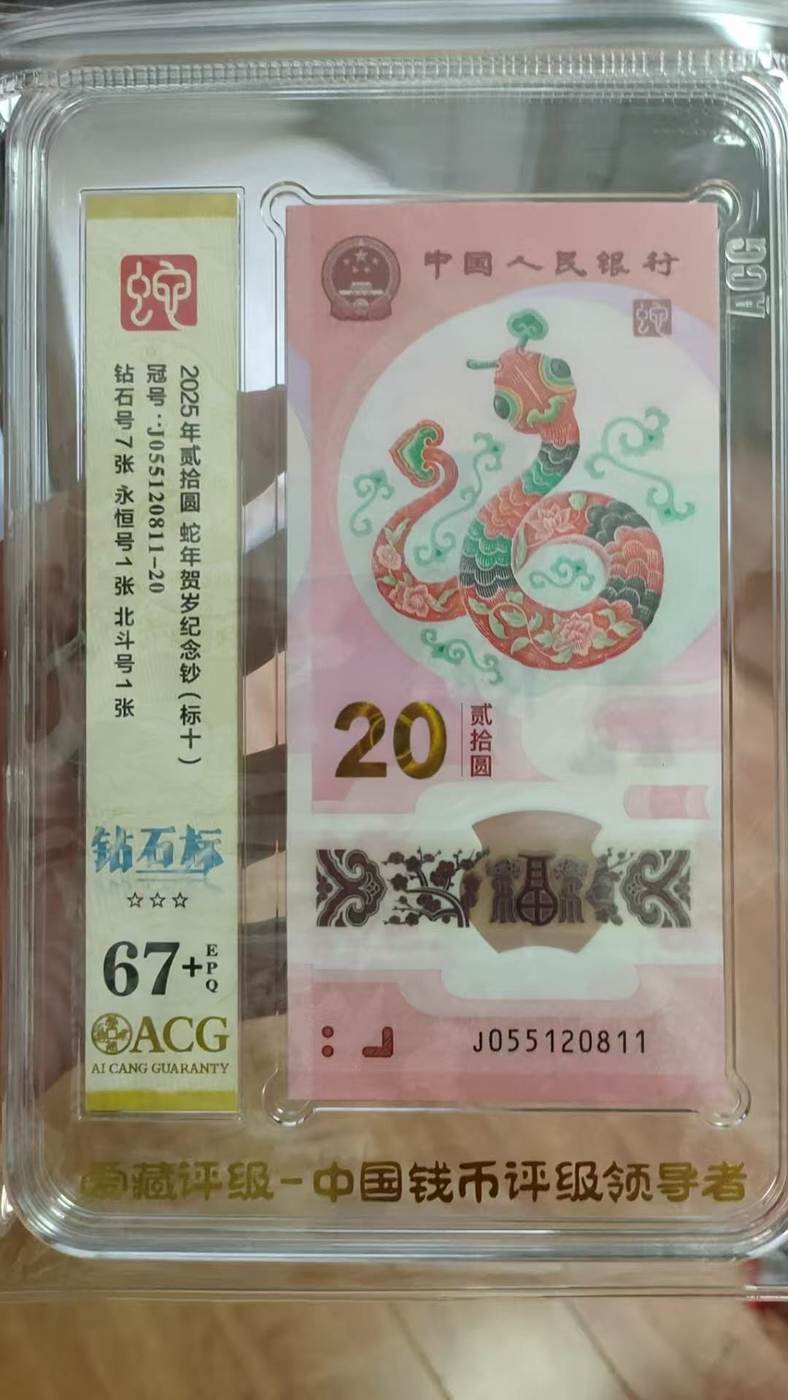 蛇
2025年贰拾圆 蛇年贺岁纪念钞(标十)
冠号:J055120811-20
钻石号7张 永恒号1张 北斗号1张
钻石标
☆☆☆
67+EPQ
ACG
AI CANG GUARANTY
中国人民银行
蛇
20
贰拾圆
福
J055120811
ACG
爱藏评级-中国钱币评级领导者